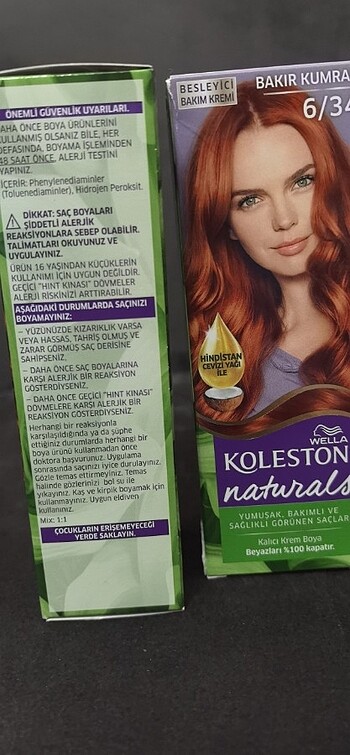 ÖNEMLİ GÜVENLİK UYARILARI.
DAHA ÖNCE BOYA ÜRÜNLERİNİ
KULLANMIŞ OLSANIZ BİLE, HER
DEFASINDA, BOYAMA İŞLEMİNDEN
48 SAAT ÖNCE, ALERJİ TESTİNİ
YAPINIZ.
İÇERİR: Phenylenediaminler
(Toluenediaminler), Hidrojen Peroksit.
DİKKAT: SAÇ BOYALARI
ŞİDDETLİ ALERJİK
REAKSİYONLARA SEBEP OLABİLİR.
TALİMATLARI OKUYUNUZ VE
UYGULAYINIZ.
ÜRÜN 16 YAŞINDAN KÜÇÜKLERİN
KULLANIMI İÇİN UYGUN DEĞİLDİR.
GEÇİCİ "HINT KINASI" DÖVMELER
ALERJİ RİSKİNİZİ ARTTIRABİLİR.
AŞAĞIDAKİ DURUMLARDA SAÇINIZI
BOYAMAYINIZ:
– YÜZÜNÜZDE KIZARIKLIK VARSA
VEYA HASSAS, TAHRİŞ OLMUŞ VE
ZARAR GÖRMÜŞ SAÇ DERİSİNE
SAHİPSENİZ.
– DAHA ÖNCE SAÇ BOYALARINA
KARŞI ALERJİK BİR REAKSİYON
GÖSTERDİYSENİZ.
– DAHA ÖNCE GEÇİCİ "HINT KINASI"
DÖVMELERE KARŞI ALERJİK BİR
REAKSİYON GÖSTERDİYSENİZ.
Herhangi bir reaksiyonla
karşılaşıldığında ya da şüphe
ettiğiniz durumlarda herhangi bir
boya ürünü kullanmadan önce
doktora başvurunuz. Uygulama
sonrasında saçınızı iyice durulayınız.
Gözle temas ettirmeyiniz. Temas
halinde gözlerinizi bol su ile
yıkayınız. Kaş ve kirpik boyamak için
kullanmayınız. Uygun eldiven
kullanınız.
Mix: 1:1
ÇOCUKLARIN ERİŞEMEYECEĞİ
YERDE SAKLAYIN.
BESLEYİCİ
BAKIM KREMİ
BAKIR KUMRA
6/34
HİNDİSTAN
CEVİZİ YAĞI
İLE
WELLA
KOLESTON
naturals
YUMUŞAK, BAKIMLI VE
SAĞLIKLI GÖRÜNEN SAÇLAR
Kalıcı Krem Boya
Beyazları %100 kapatır.